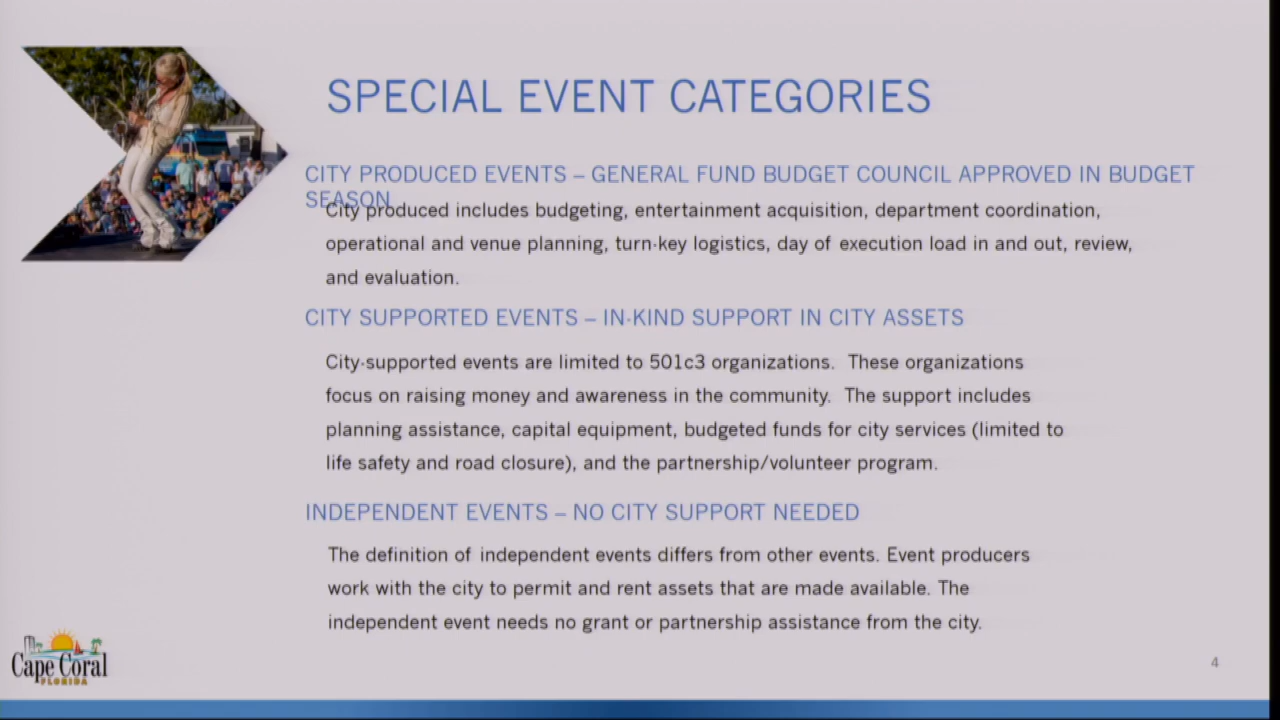 SPECIAL EVENT CATEGORIES
CITY PRODUCED EVENTS – GENERAL FUND BUDGET COUNCIL APPROVED IN BUDGET
SEASON
City produced includes budgeting, entertainment acquisition, department coordination,
operational and venue planning, turn-key logistics, day of execution load in and out, review,
and evaluation.
CITY SUPPORTED EVENTS – IN-KIND SUPPORT IN CITY ASSETS
City-supported events are limited to 501c3 organizations. These organizations
focus on raising money and awareness in the community. The support includes
planning assistance, capital equipment, budgeted funds for city services (limited to
life safety and road closure), and the partnership/volunteer program.
INDEPENDENT EVENTS – NO CITY SUPPORT NEEDED
The definition of independent events differs from other events. Event producers
work with the city to permit and rent assets that are made available. The
independent event needs no grant or partnership assistance from the city.
Cape Coral
FLORIDA
4